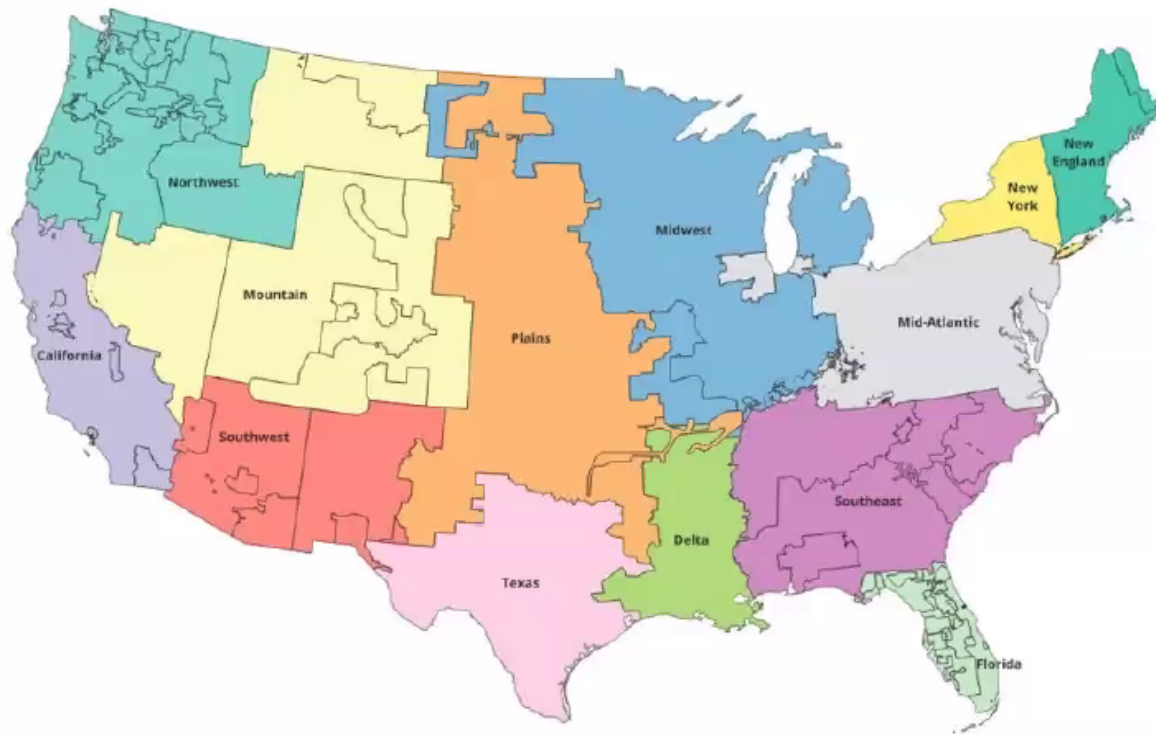 New
England
Northwest
New
York
Midwest
Mountain
Mid-Atlantic
Plains
California
Southwest
Southeast
Delta
Texas
Florida